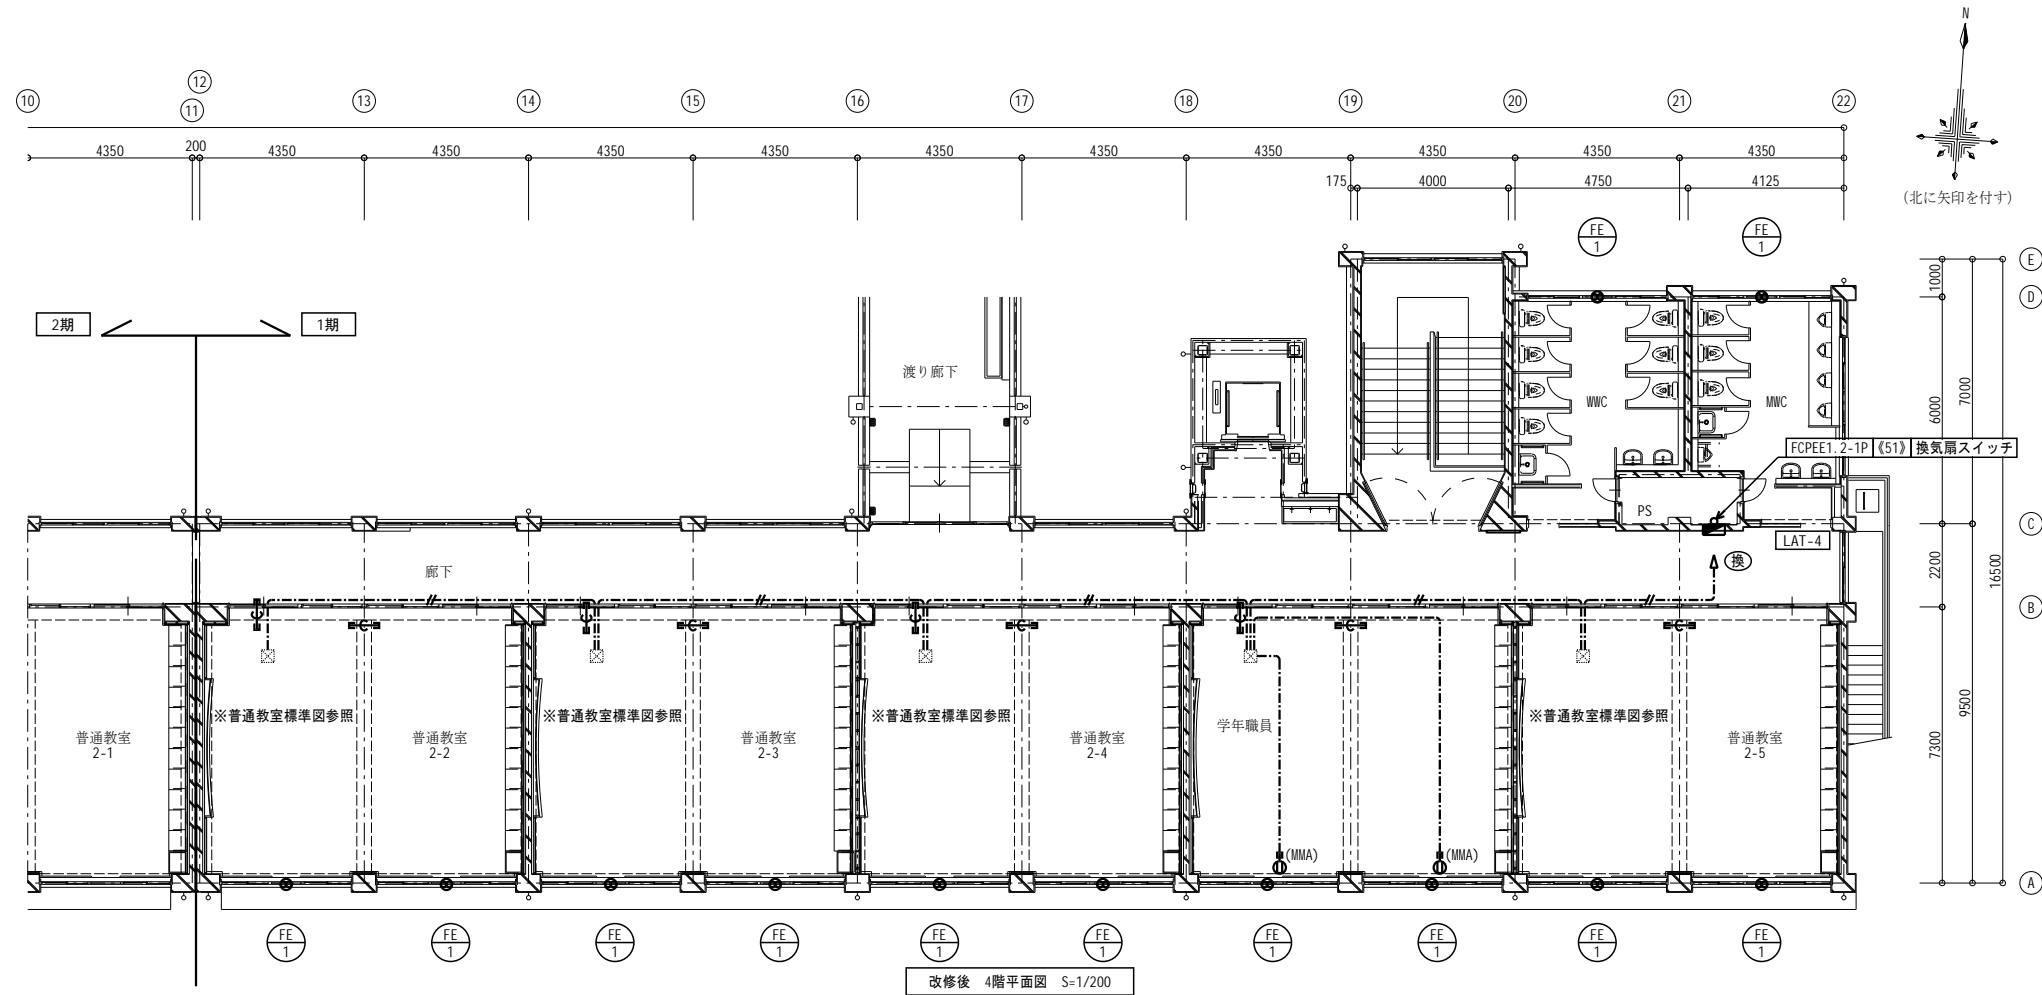 N
(北に矢印を付す)
12
10
11
13
14
15
16
17
18
19
20
21
22
4350
200
4350
4350
4350
4350
4350
4350
4350
4350
4350
4350
175
4000
4750
4125
FE
1
FE
1
E
D
C
B
A
1000
6000
7000
2200
16500
9500
7300
2期
1期
渡り廊下
WWC
MWC
FCPEE1.2-1P
《51》
換気扇スイッチ
PS
LAT-4
換
廊下
※普通教室標準図参照
※普通教室標準図参照
※普通教室標準図参照
学年職員
※普通教室標準図参照
普通教室
2-1
普通教室
2-2
普通教室
2-3
普通教室
2-4
普通教室
2-5
(MMA)
(MMA)
FE
1
FE
1
FE
1
FE
1
FE
1
FE
1
FE
1
FE
1
FE
1
FE
1
改修後 4階平面図 S=1/200